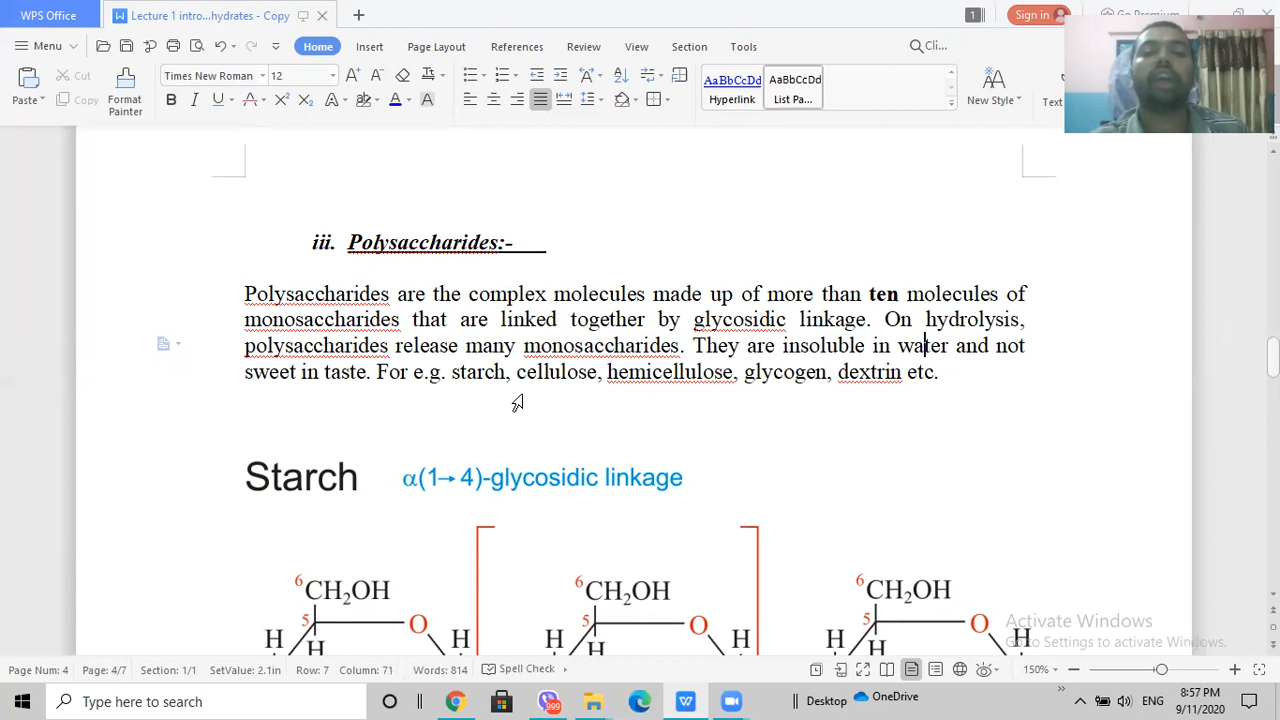 WPS Office
Lecture 1 intro...hydrates - Copy
1
Sign in
Go Premium
Menu
Home
Insert
Page Layout
References
Review
View
Section
Tools
Cli...
Paste
Cut
Copy
Format
Painter
Times New Roman
12
AaBbCcDd
Hyperlink
AaBbCcDd
List Pa...
New Style
Text
iii. Polysaccharides:-
Polysaccharides are the complex molecules made up of more than ten molecules of
monosaccharides that are linked together by glycosidic linkage. On hydrolysis,
polysaccharides release many monosaccharides. They are insoluble in water and not
sweet in taste. For e.g. starch, cellulose, hemicellulose, glycogen, dextrin etc.
Starch α(1→4)-glycosidic linkage
6CH2OH 6CH2OH 6CH2OH
5 O 5 O 5 O
H H H H H H
H H H
Activate Windows
Go to Settings to activate Windows.
Page Num: 4 Page: 4/7 Section: 1/1 SetValue: 2.1in Row: 7 Column: 71 Words: 814 Spell Check 150%
Type here to search
999
Desktop
OneDrive
ENG
8:57 PM
9/11/2020